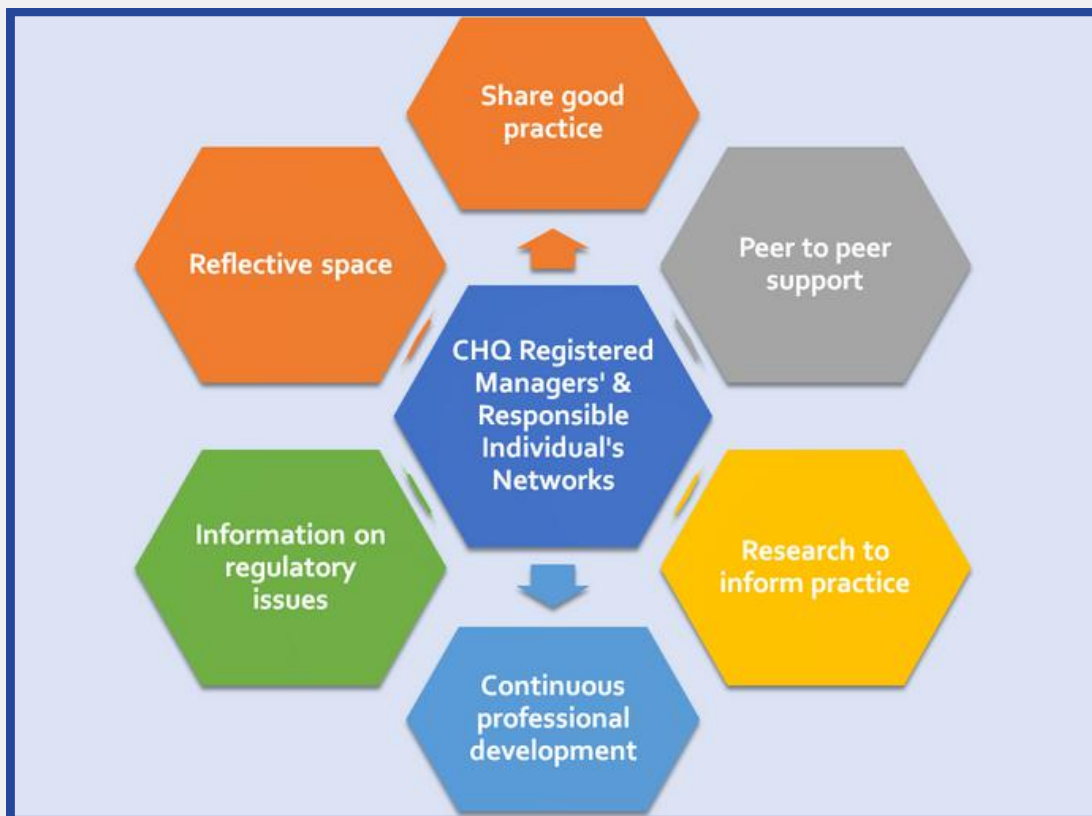 Share good
practice
Reflective space
Peer to peer
support
CHQ Registered
Managers' &
Responsible
Individual's
Networks
Information on
regulatory
issues
Research to
inform practice
Continuous
professional
development